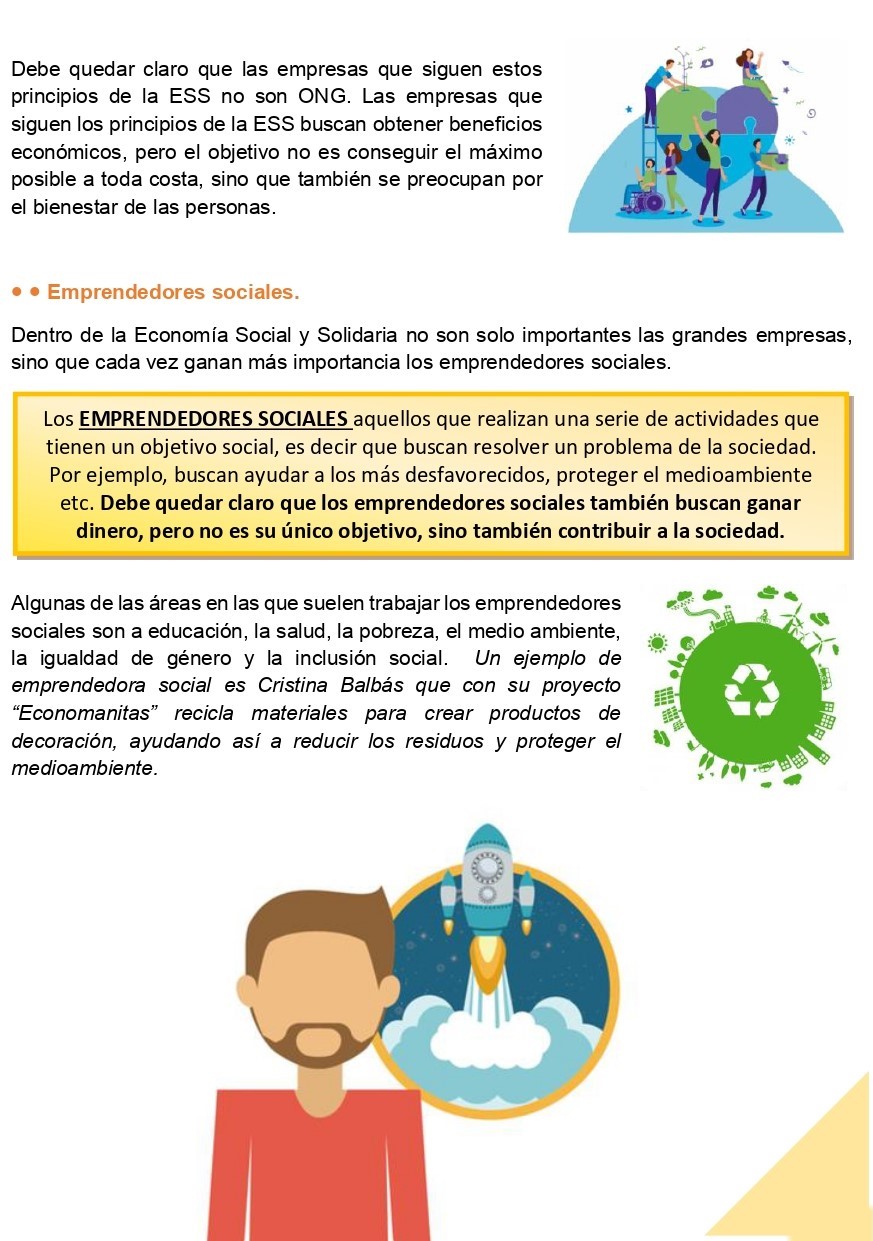 Debe quedar claro que las empresas que siguen estos
principios de la ESS no son ONG. Las empresas que
siguen los principios de la ESS buscan obtener beneficios
económicos, pero el objetivo no es conseguir el máximo
posible a toda costa, sino que también se preocupan por
el bienestar de las personas.
● ● Emprendedores sociales.
Dentro de la Economía Social y Solidaria no son solo importantes las grandes empresas,
sino que cada vez ganan más importancia los emprendedores sociales.
Los EMPRENDEDORES SOCIALES aquellos que realizan una serie de actividades que
tienen un objetivo social, es decir que buscan resolver un problema de la sociedad.
Por ejemplo, buscan ayudar a los más desfavorecidos, proteger el medioambiente
etc. Debe quedar claro que los emprendedores sociales también buscan ganar
dinero, pero no es su único objetivo, sino también contribuir a la sociedad.
Algunas de las áreas en las que suelen trabajar los emprendedores
sociales son a educación, la salud, la pobreza, el medio ambiente,
la igualdad de género y la inclusión social. Un ejemplo de
emprendedora social es Cristina Balbás que con su proyecto
“Economanitas” recicla materiales para crear productos de
decoración, ayudando así a reducir los residuos y proteger el
medioambiente.